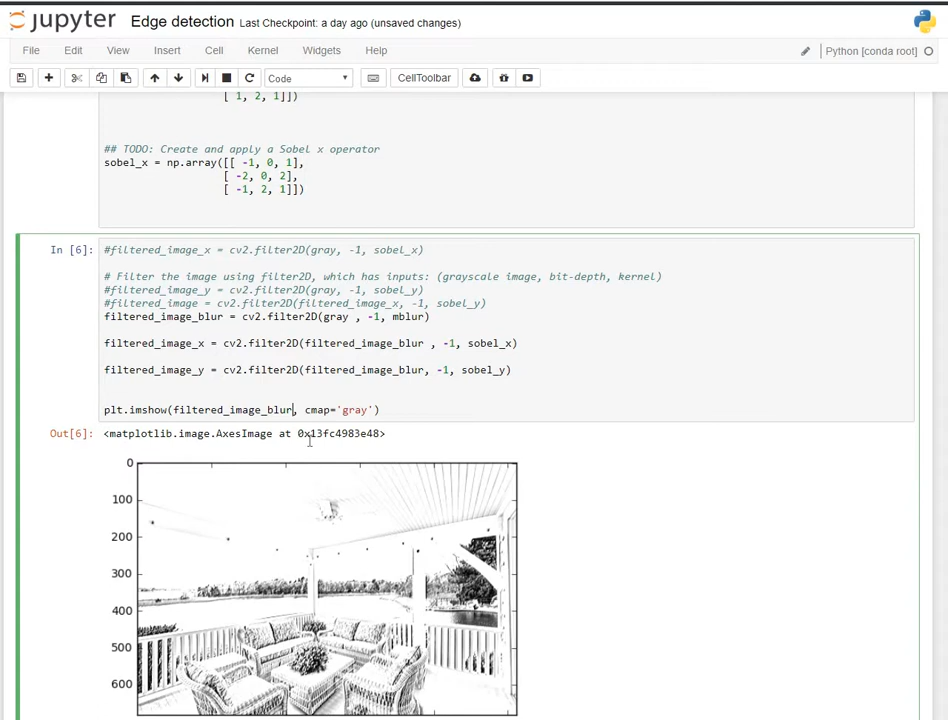 jupyter Edge detection Last Checkpoint: a day ago (unsaved changes)
File Edit View Insert Cell Kernel Widgets Help Python [conda root]
Code CellToolbar
[ 1, 2, 1]])
## TODO: Create and apply a Sobel x operator
sobel_x = np.array([[ -1, 0, 1],
[ -2, 0, 2],
[ -1, 2, 1]])
In [6]: #filtered_image_x = cv2.filter2D(gray, -1, sobel_x)
# Filter the image using filter2D, which has inputs: (grayscale image, bit-depth, kernel)
#filtered_image_y = cv2.filter2D(gray, -1, sobel_y)
#filtered_image = cv2.filter2D(filtered_image_x, -1, sobel_y)
filtered_image_blur = cv2.filter2D(gray , -1, mblur)
filtered_image_x = cv2.filter2D(filtered_image_blur , -1, sobel_x)
filtered_image_y = cv2.filter2D(filtered_image_blur, -1, sobel_y)
plt.imshow(filtered_image_blur, cmap='gray')
Out[6]: <matplotlib.image.AxesImage at 0x13fc4983e48>
0
100
200
300
400
500
600